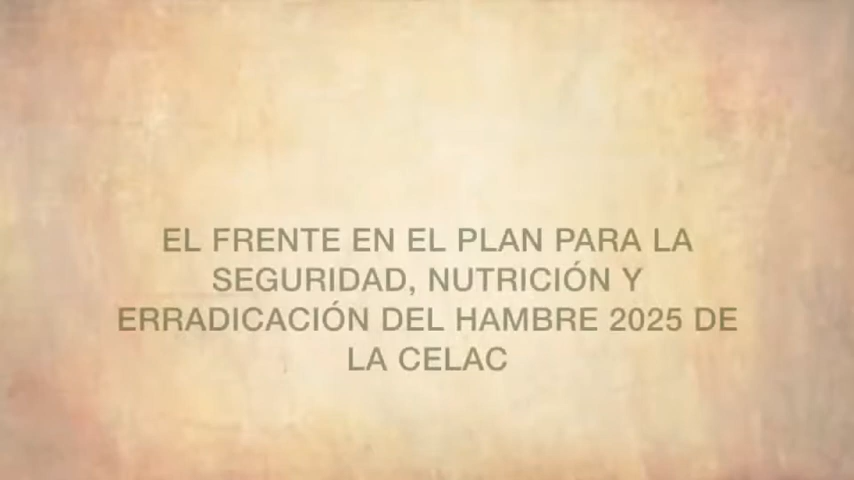 EL FRENTE EN EL PLAN PARA LA
SEGURIDAD, NUTRICIÓN Y
ERRADICACIÓN DEL HAMBRE 2025 DE
LA CELAC